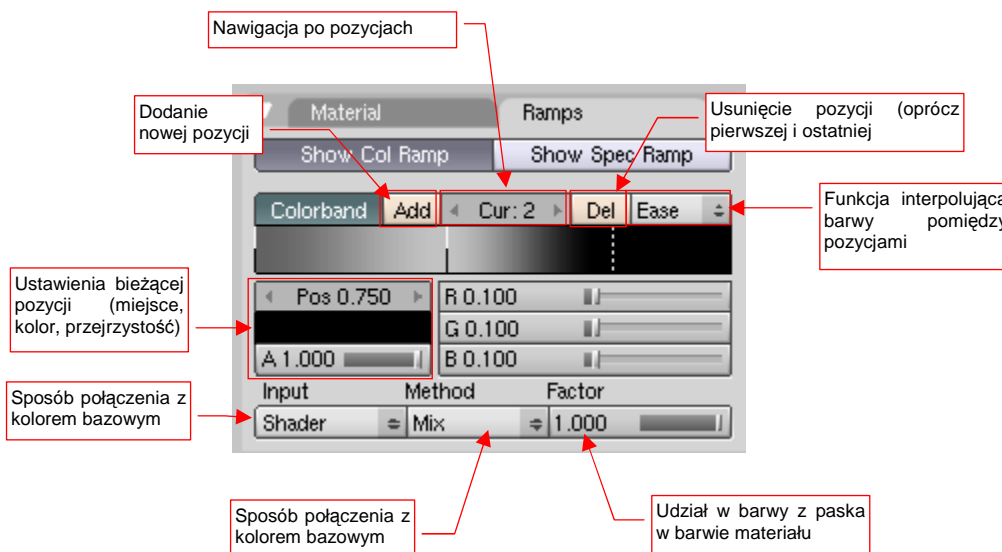 Nawigacja po pozycjach
Dodanie
nowej pozycji
Usunięcie pozycji (oprócz
pierwszej i ostatniej
Material
Ramps
Show Col Ramp
Show Spec Ramp
Colorband
Add
Cur: 2
Del
Ease
Funkcja interpolująca
barwy pomiędzy
pozycjami
Ustawienia bieżącej
pozycji (miejsce,
kolor, przejrzystość)
Pos 0.750
R 0.100
G 0.100
A 1.000
B 0.100
Input
Method
Factor
Shader
Mix
1.000
Sposób połączenia z
kolorem bazowym
Sposób połączenia z
kolorem bazowym
Udział w barwy z paska
w barwie materiału